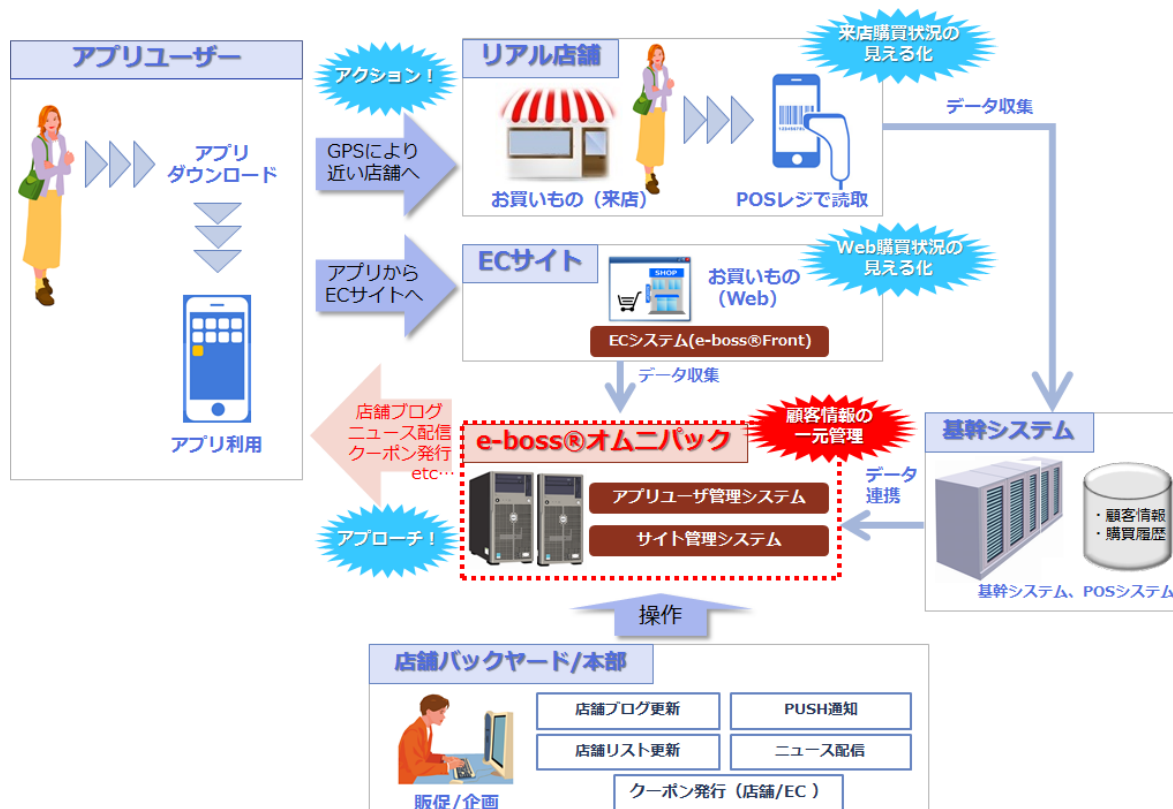 アプリユーザー
アプリ
ダウンロード
アプリ利用
アクション！
GPSにより
近い店舗へ
アプリから
ECサイトへ
リアル店舗
お買いもの（来店）
POSレジで読取
来店購買状況の
見える化
データ収集
ECサイト
SHOP
お買いもの
（Web）
ECシステム(e-boss®Front)
Web購買状況の
見える化
データ収集
店舗ブログ
ニュース配信
クーポン発行
etc…
アプローチ！
e-boss®オムニパック
顧客情報の
一元管理
アプリユーザ管理システム
サイト管理システム
データ
連携
基幹システム
・顧客情報
・購買履歴
基幹システム、POSシステム
操作
店舗バックヤード/本部
販促/企画
店舗ブログ更新
PUSH通知
店舗リスト更新
ニュース配信
クーポン発行（店舗/EC ）